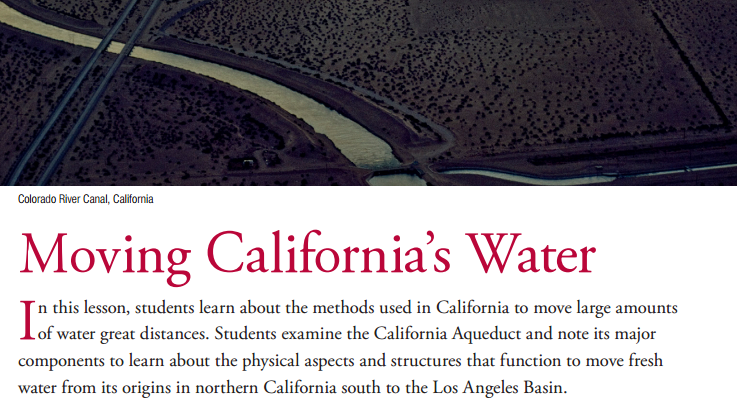 Colorado River Canal, California
Moving California's Water
In this lesson, students learn about the methods used in California to move large amounts
of water great distances. Students examine the California Aqueduct and note its major
components to learn about the physical aspects and structures that function to move fresh
water from its origins in northern California south to the Los Angeles Basin.